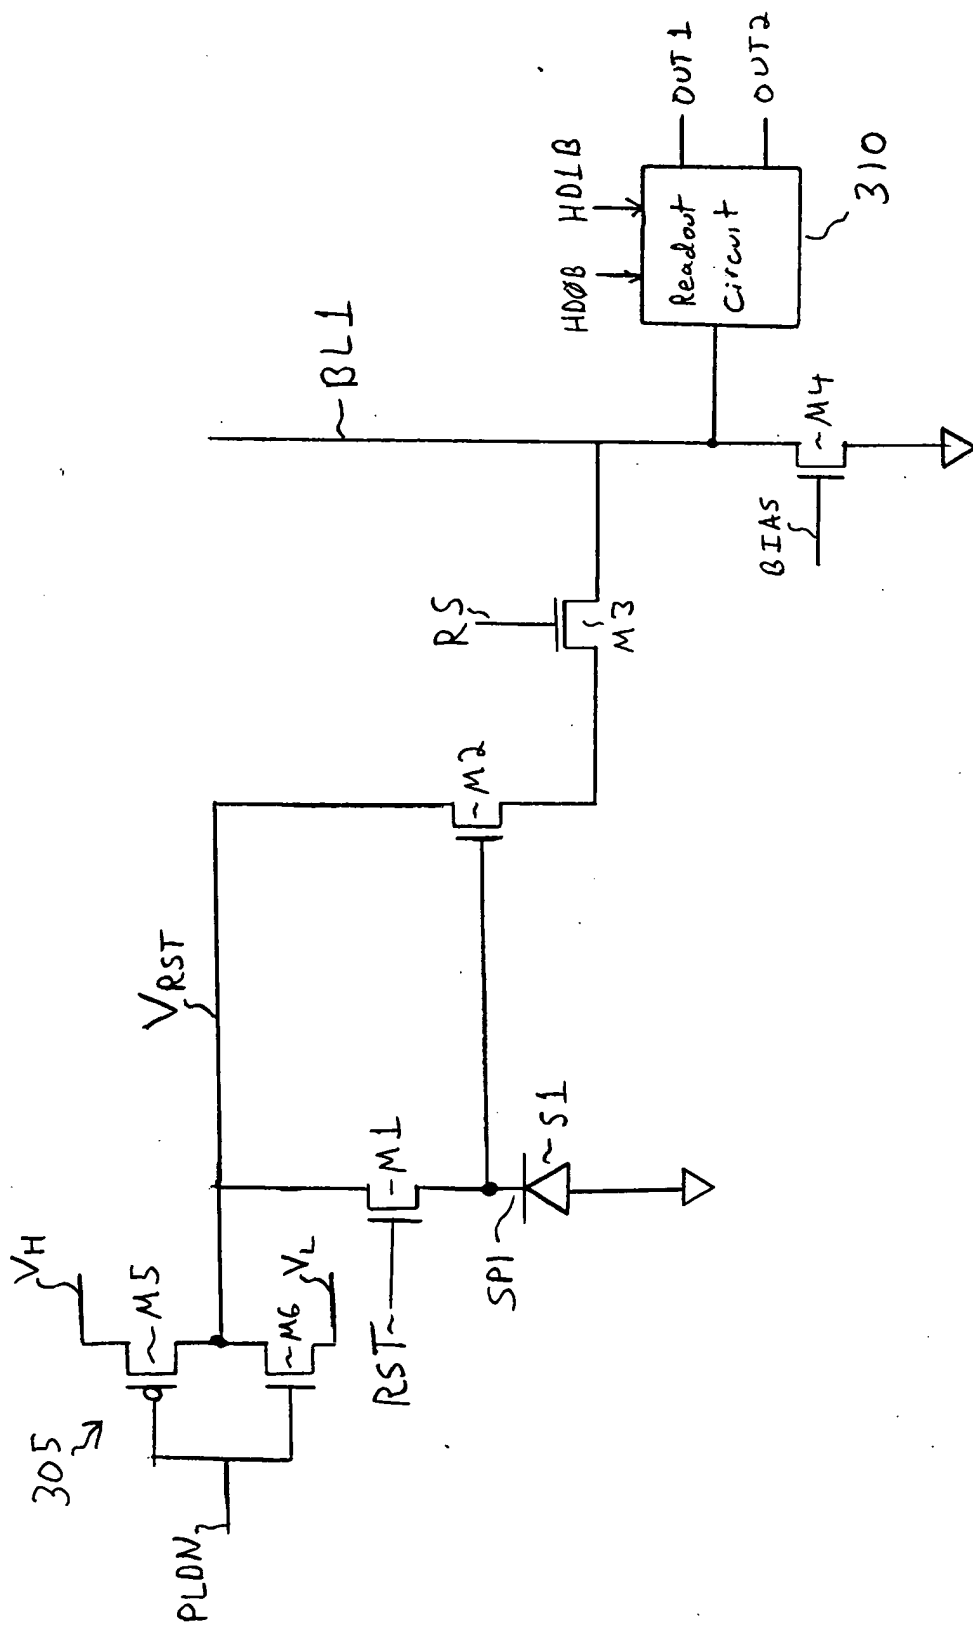 305
PLDN
VH
M5
M6
VL
VRST
RST
M1
SP1
S1
M2
RS
M3
BL1
BIAS
M4
HDØB
HD1B
Readout
Circuit
OUT1
OUT2
310